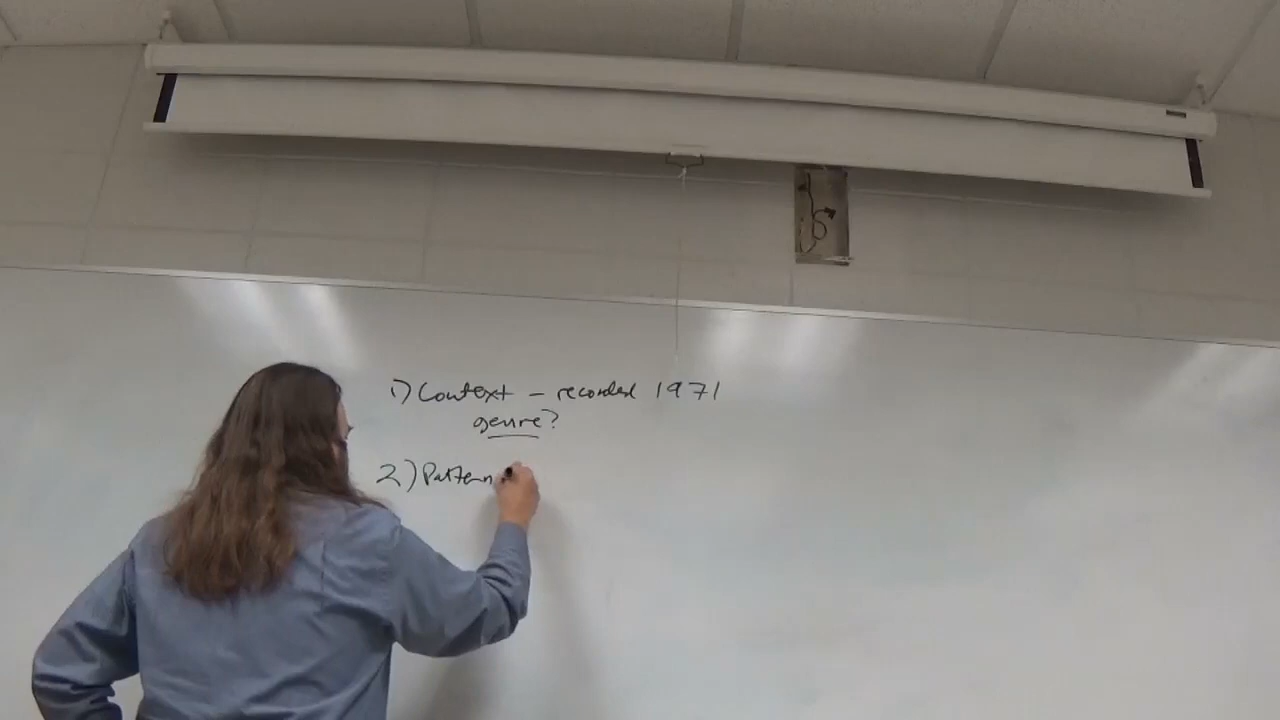 1) Context – recorded 1971
genre?
2) Pattern